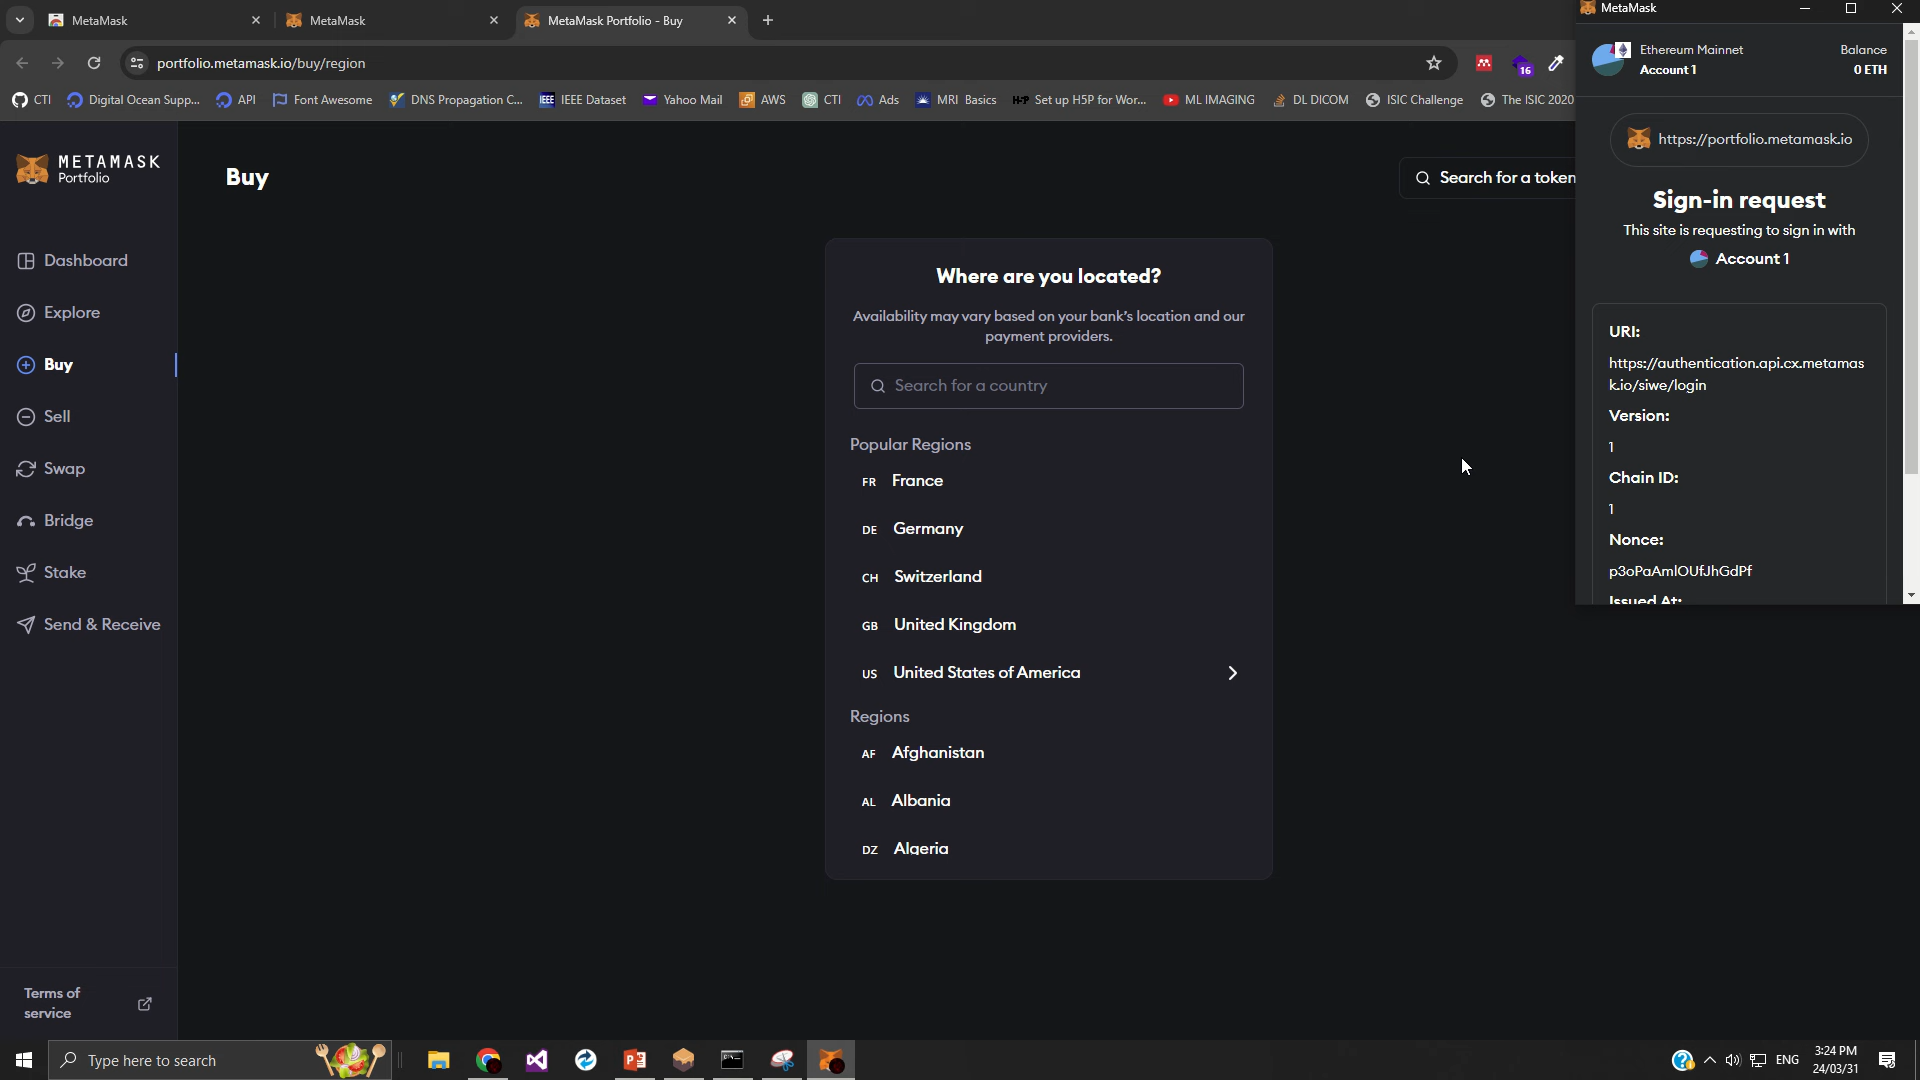 MetaMask
MetaMask
MetaMask Portfolio - Buy
portfolio.metamask.io/buy/region
16
CTI
Digital Ocean Supp...
API
Font Awesome
DNS Propagation C...
IEEE
IEEE Dataset
Yahoo Mail
AWS
CTI
Ads
MRI Basics
H-P
Set up H5P for Wor...
ML IMAGING
DL DICOM
ISIC Challenge
The ISIC 2020
METAMASK
Portfolio
Dashboard
Explore
Buy
Sell
Swap
Bridge
Stake
Send & Receive
Terms of
service
Buy
Search for a token
Where are you located?
Availability may vary based on your bank's location and our
payment providers.
Search for a country
Popular Regions
FR France
DE Germany
CH Switzerland
GB United Kingdom
US United States of America
Regions
AF Afghanistan
AL Albania
DZ Algeria
MetaMask
Ethereum Mainnet
Account 1
Balance
0 ETH
https://portfolio.metamask.io
Sign-in request
This site is requesting to sign in with
Account 1
URI:
https://authentication.api.cx.metamas
k.io/siwe/login
Version:
1
Chain ID:
1
Nonce:
p3oPaAmlOUfJhGdPf
Issued At:
Type here to search
ENG
3:24 PM
24/03/31